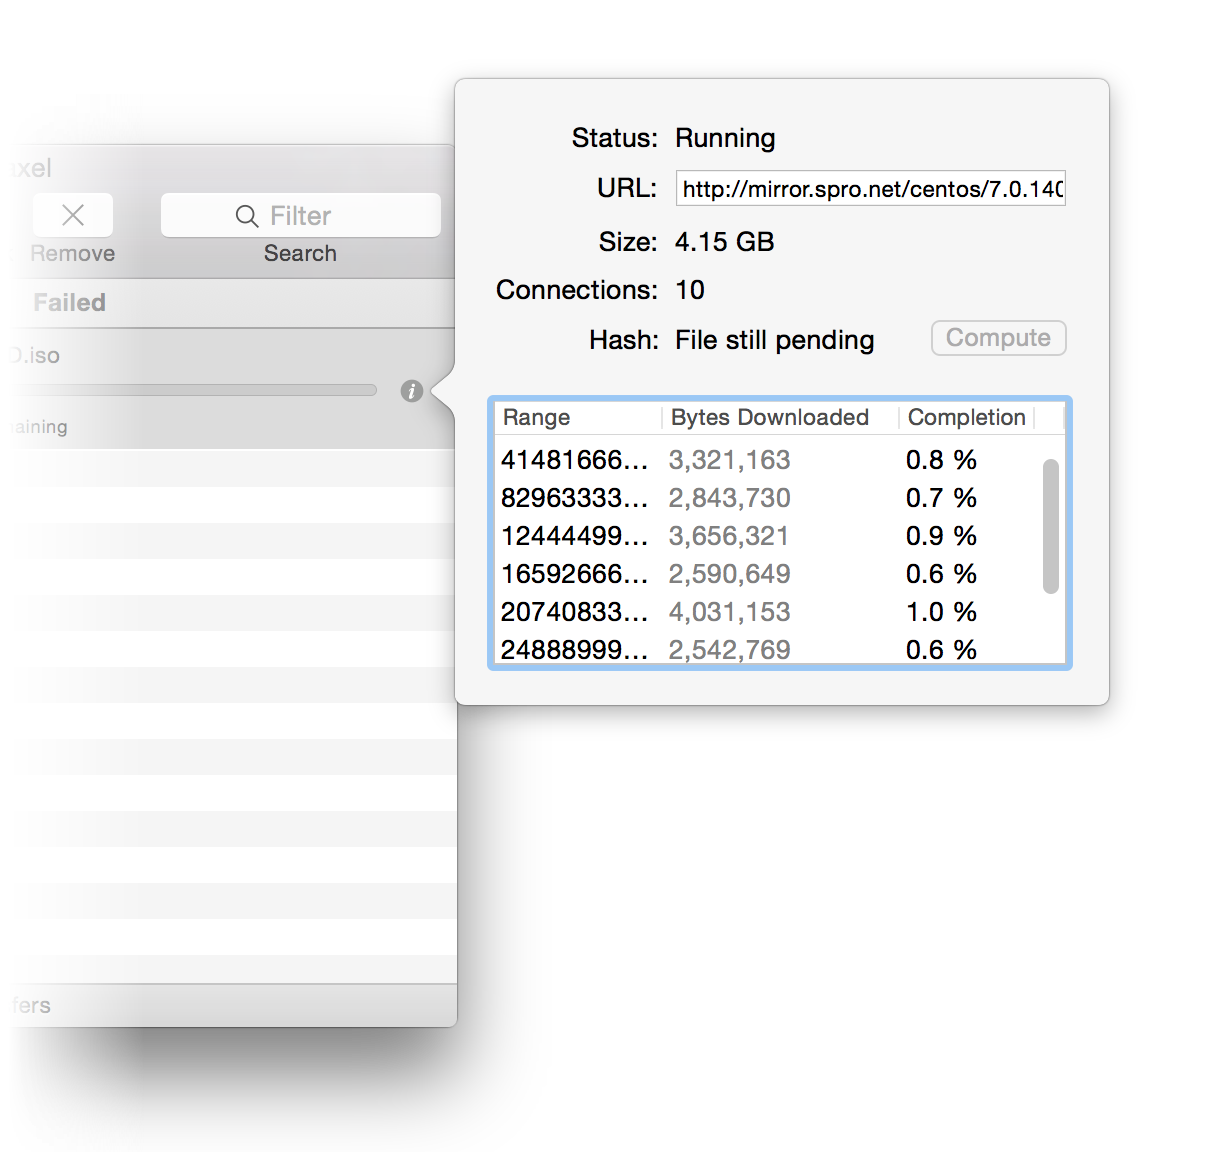 xel
Filter
Remove
Search
Failed
.iso
aining
fers
Status: Running
URL: http://mirror.spro.net/centos/7.0.140
Size: 4.15 GB
Connections: 10
Hash: File still pending Compute
Range Bytes Downloaded Completion
41481666... 3,321,163 0.8 %
82963333... 2,843,730 0.7 %
12444499... 3,656,321 0.9 %
16592666... 2,590,649 0.6 %
20740833... 4,031,153 1.0 %
24888999... 2,542,769 0.6 %